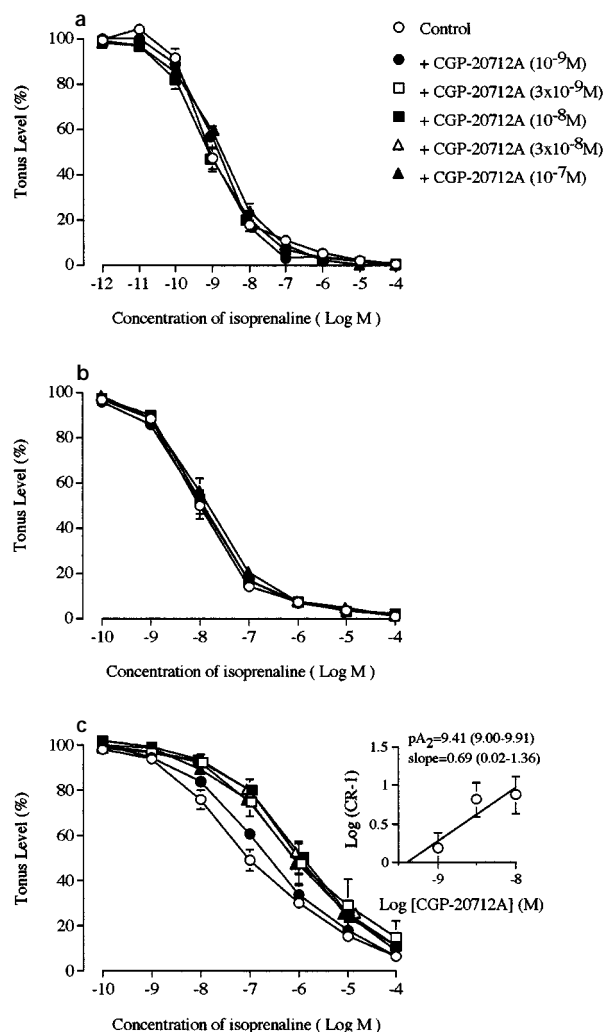 a
Control
+ CGP-20712A (10⁻⁹M)
+ CGP-20712A (3x10⁻⁹M)
+ CGP-20712A (10⁻⁸M)
+ CGP-20712A (3x10⁻⁸M)
+ CGP-20712A (10⁻⁷M)
Tonus Level (%)
100
80
60
40
20
0
-12 -11 -10 -9 -8 -7 -6 -5 -4
Concentration of isoprenaline ( Log M )
b
Tonus Level (%)
100
80
60
40
20
0
-10 -9 -8 -7 -6 -5 -4
Concentration of isoprenaline ( Log M )
c
Tonus Level (%)
100
80
60
40
20
0
-10 -9 -8 -7 -6 -5 -4
Concentration of isoprenaline ( Log M )
pA₂=9.41 (9.00-9.91)
slope=0.69 (0.02-1.36)
Log (CR-1)
1.5
1
0.5
0
-9 -8
Log [CGP-20712A] (M)